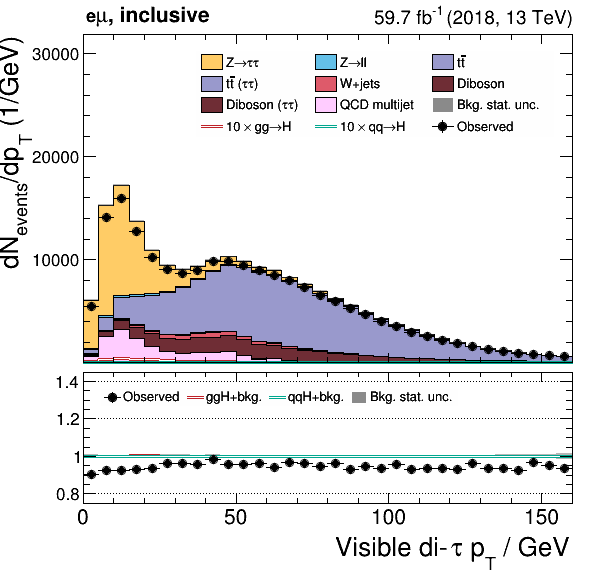 eμ, inclusive 59.7 fb⁻¹ (2018, 13 TeV)
dN_events/dp_T (1/GeV)
30000
20000
10000
Z→ττ Z→ll tt̄
tt̄ (ττ) W+jets Diboson
Diboson (ττ) QCD multijet Bkg. stat. unc.
10 × gg→H 10 × qq→H Observed
1.4
1.2
1
0.8
Observed ggH+bkg. qqH+bkg. Bkg. stat. unc.
0 50 100 150
Visible di-τ p_T / GeV